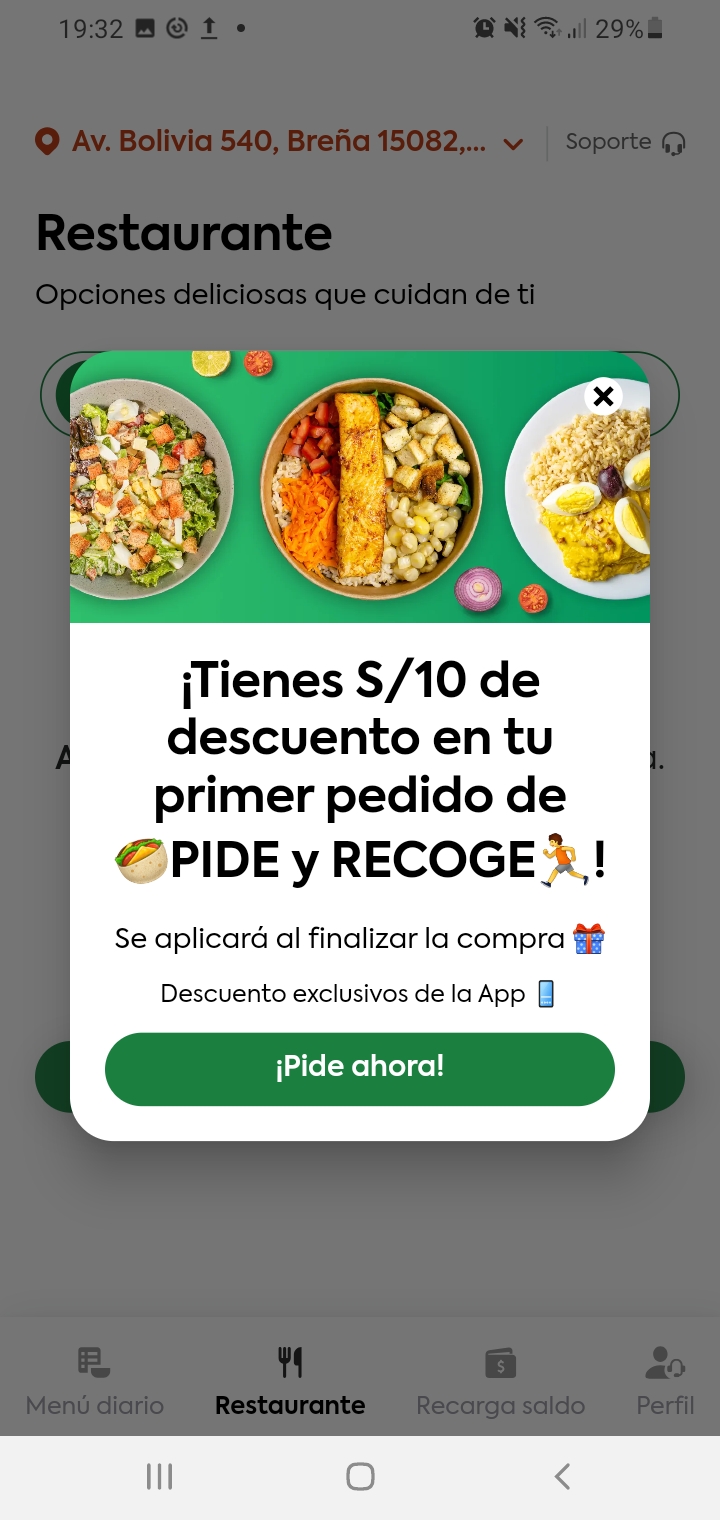 19:32
29%
Av. Bolivia 540, Breña 15082,...
Soporte
Restaurante
Opciones deliciosas que cuidan de ti
¡Tienes S/10 de
descuento en tu
primer pedido de
🥙PIDE y RECOGE🏃!
Se aplicará al finalizar la compra 🎁
Descuento exclusivos de la App 📱
¡Pide ahora!
Menú diario
Restaurante
Recarga saldo
Perfil